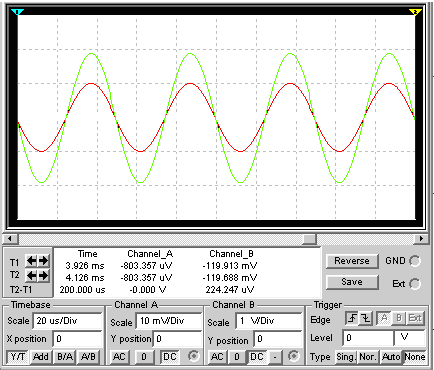 1 2
Time Channel_A Channel_B
T1 3.926 ms -803.357 uV -119.913 mV
T2 4.126 ms -803.357 uV -119.688 mV
T2-T1 200.000 us -0.000 V 224.247 uV
Reverse GND
Save Ext
Timebase Channel A Channel B Trigger
Scale 20 us/Div Scale 10 mV/Div Scale 1 V/Div Edge A B Ext
X position 0 Y position 0 Y position 0 Level 0 V
Y/T Add B/A A/B AC 0 DC AC 0 DC - Type Sing. Nor. Auto None